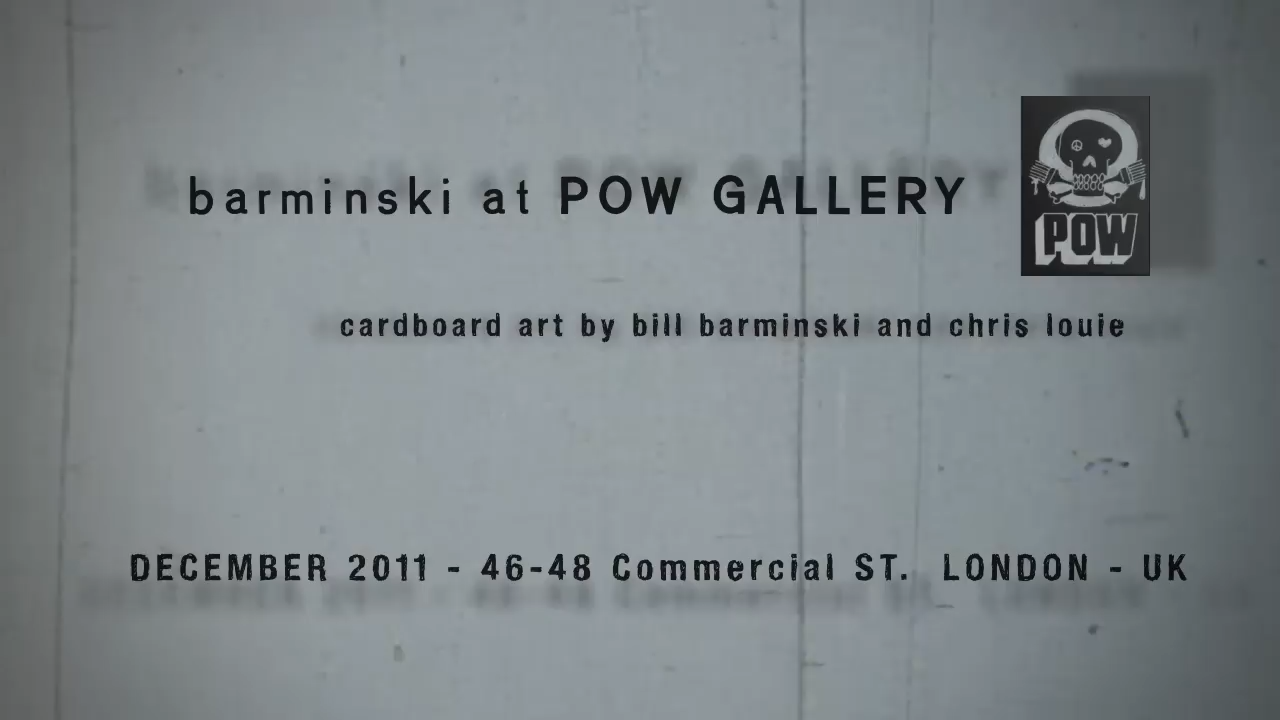 barminski at POW GALLERY
POW
cardboard art by bill barminski and chris louie
DECEMBER 2011 - 46-48 Commercial ST. LONDON - UK